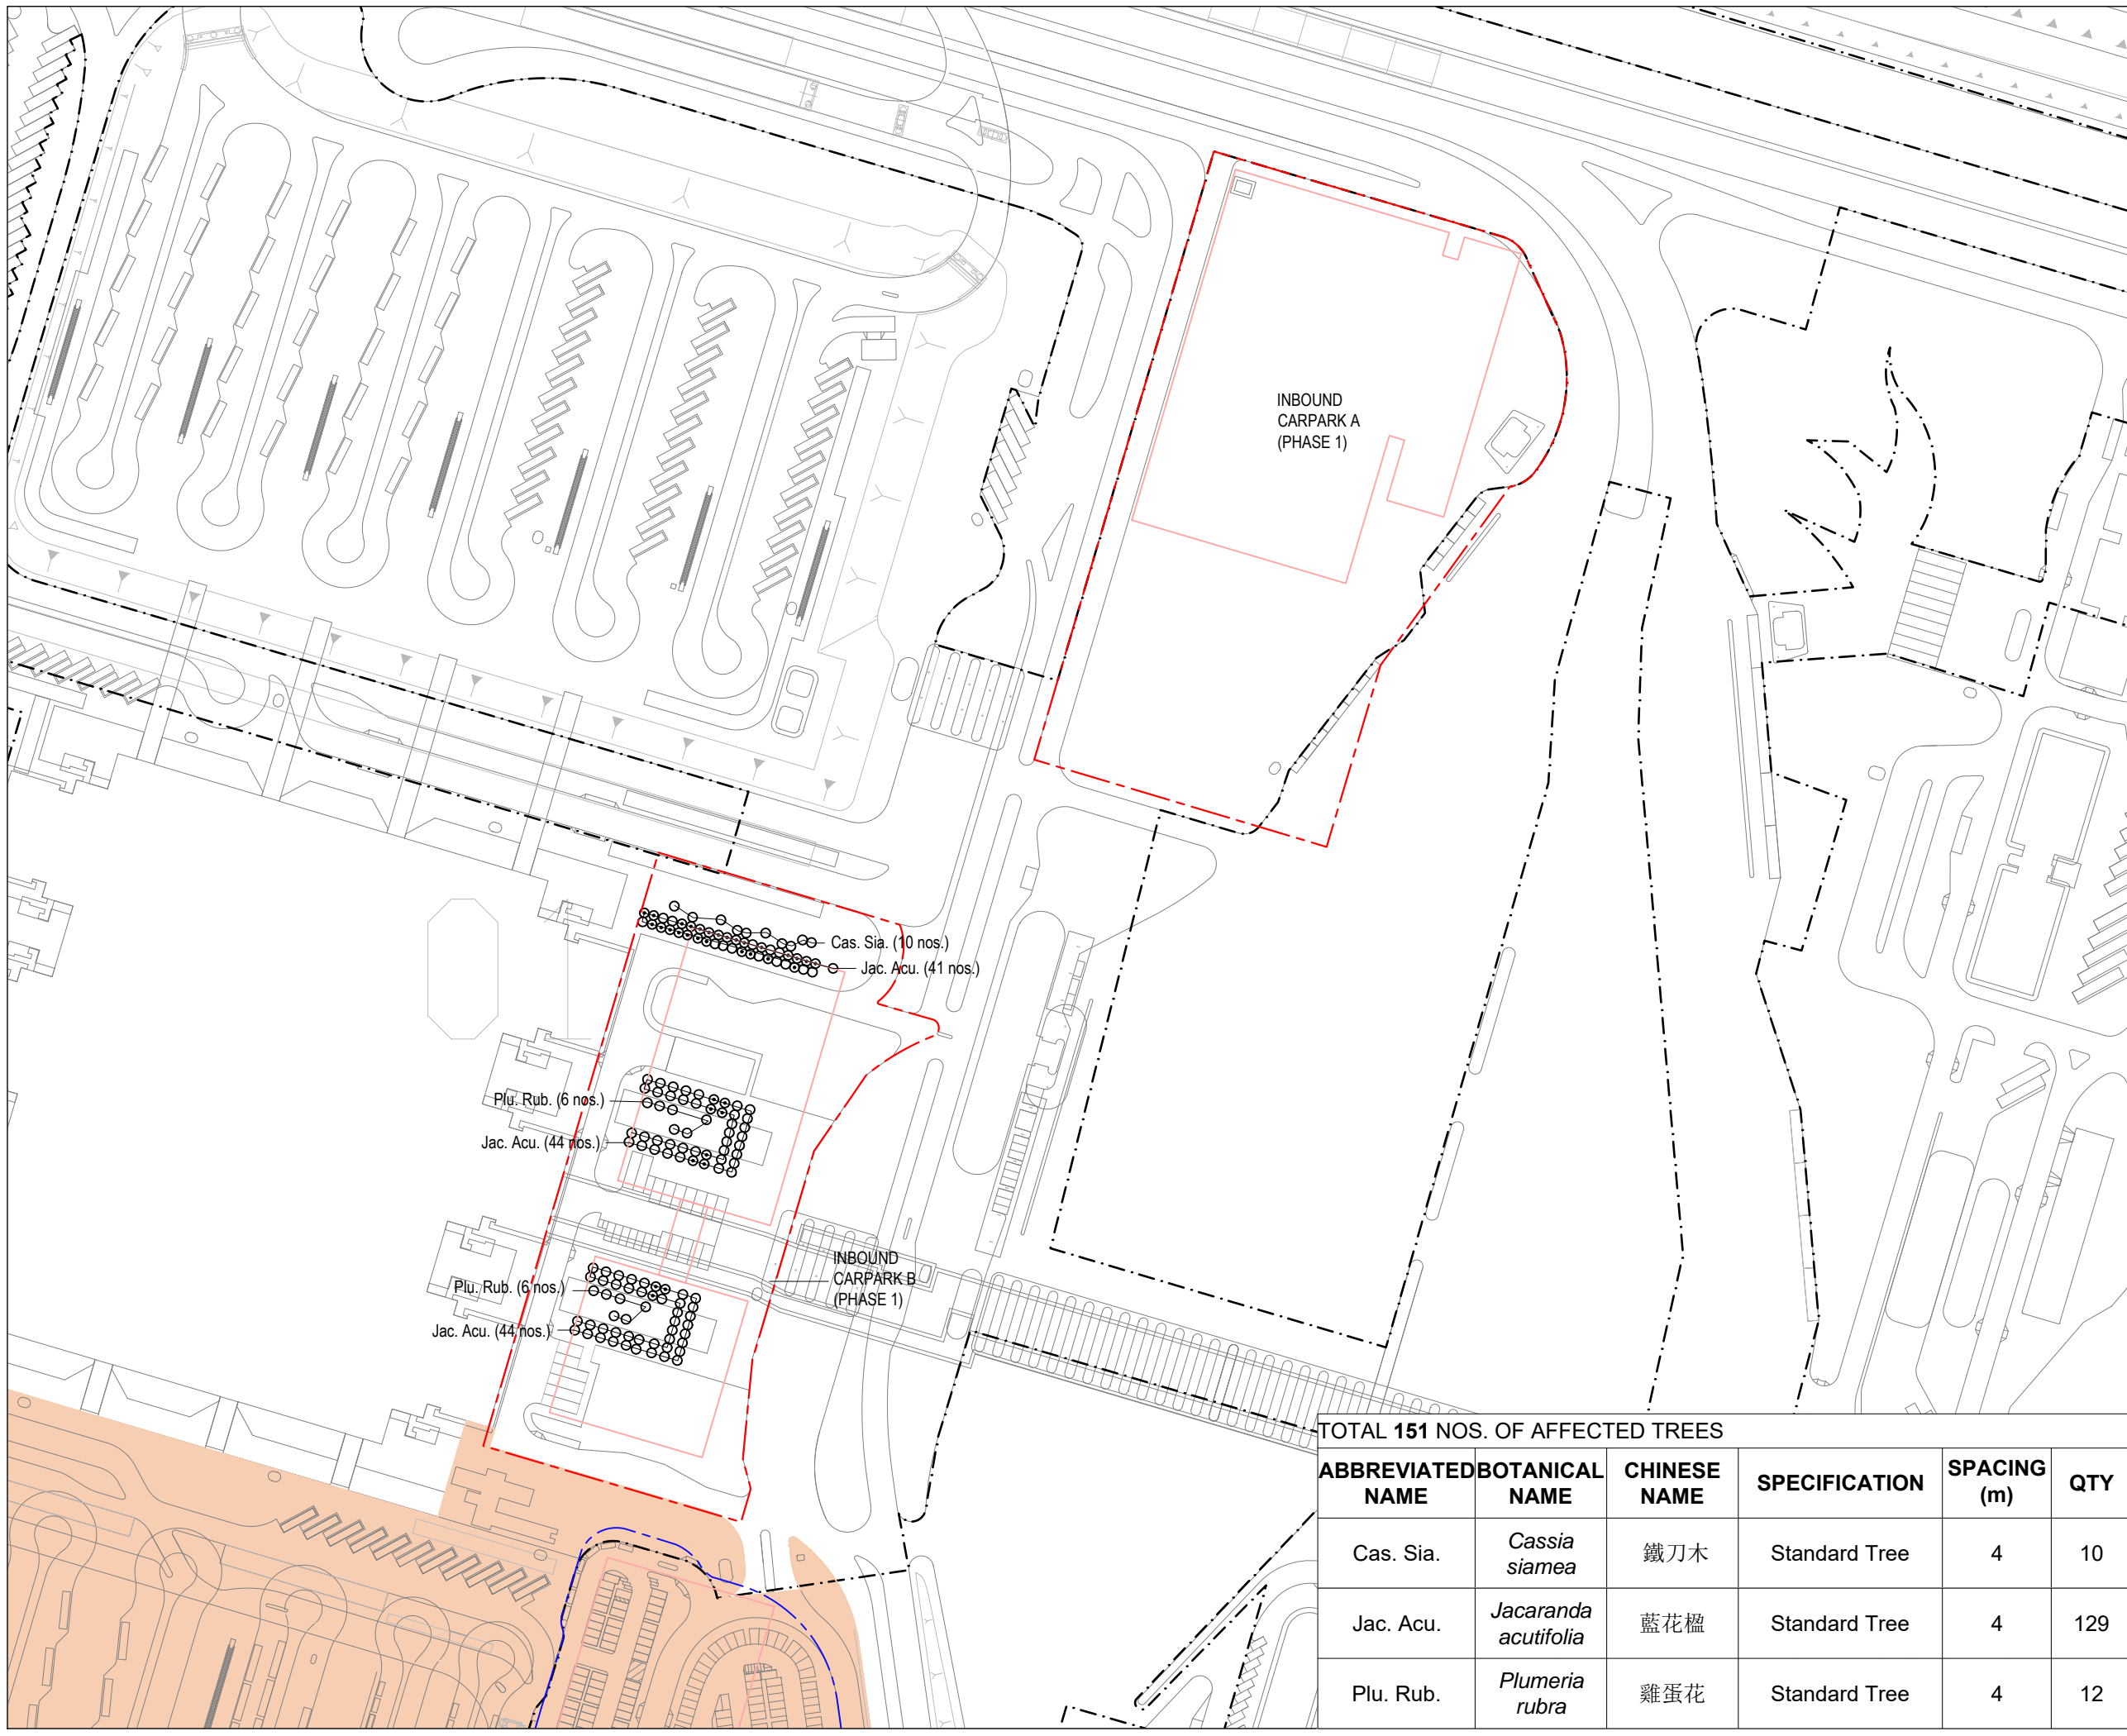 INBOUND
CARPARK A
(PHASE 1)
Cas. Sia. (10 nos.)
Jac. Acu. (41 nos.)
Plu. Rub. (6 nos.)
Jac. Acu. (44 nos.)
INBOUND
CARPARK B
(PHASE 1)
Plu. Rub. (6 nos.)
Jac. Acu. (44 nos.)
TOTAL 151 NOS. OF AFFECTED TREES
ABBREVIATED NAME BOTANICAL NAME CHINESE NAME SPECIFICATION SPACING (m) QTY
Cas. Sia. Cassia siamea 鐵刀木 Standard Tree 4 10
Jac. Acu. Jacaranda acutifolia 藍花楹 Standard Tree 4 129
Plu. Rub. Plumeria rubra 雞蛋花 Standard Tree 4 12